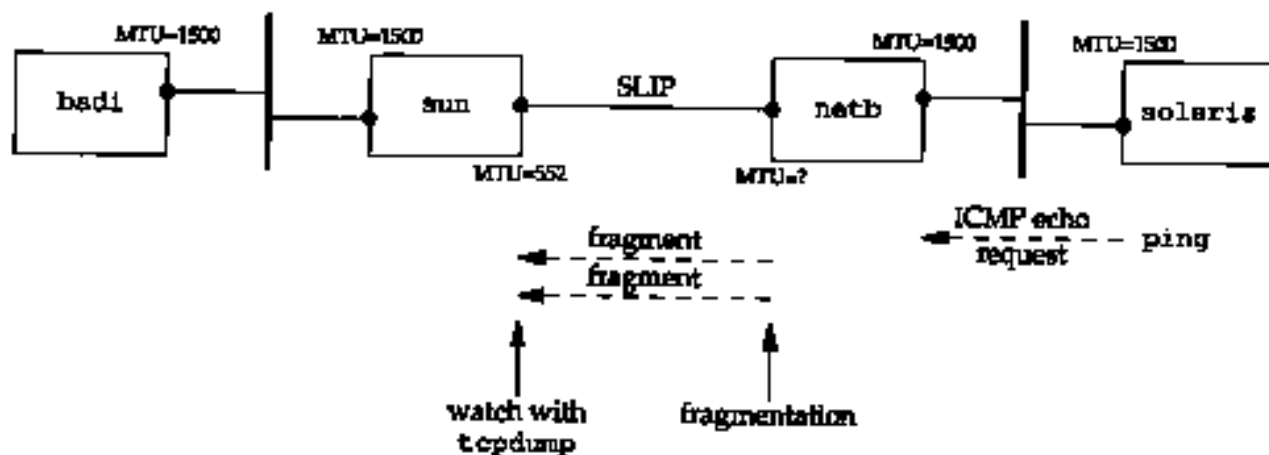 MTU=1500
MTU=1500
MTU=1500
MTU=1500
bsdi
sun
SLIP
netb
solaris
MTU=552
MTU=?
ICMP echo
request
ping
fragment
fragment
watch with
tcpdump
fragmentation